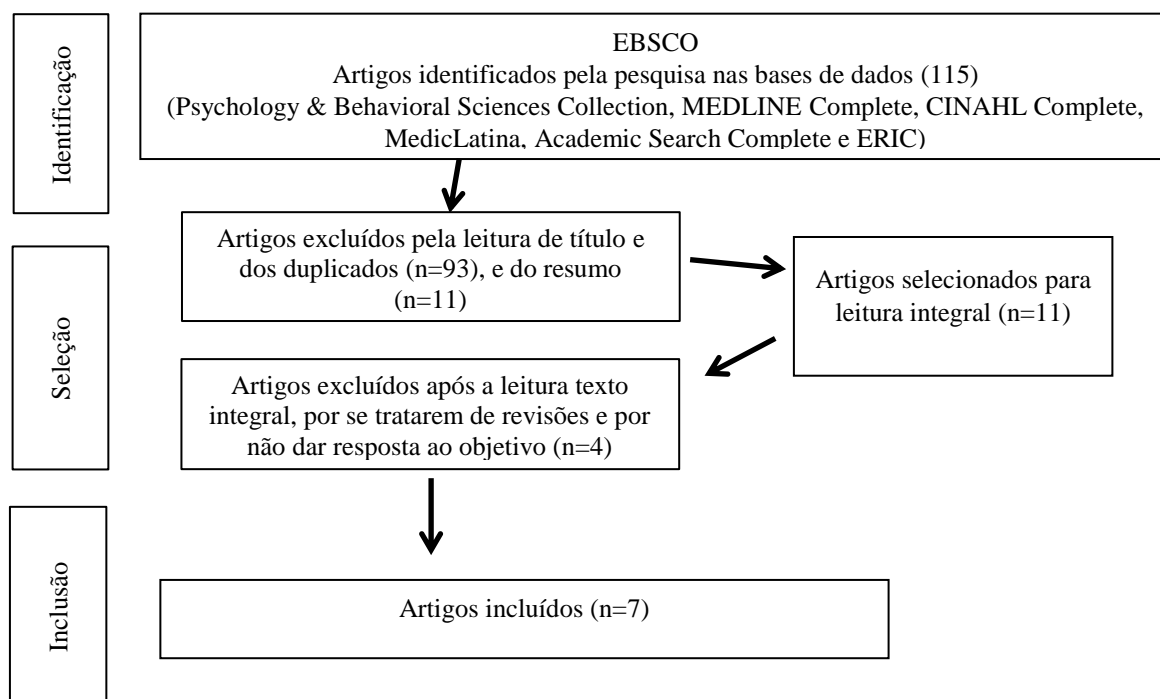 Identificação
EBSCO
Artigos identificados pela pesquisa nas bases de dados (115)
(Psychology & Behavioral Sciences Collection, MEDLINE Complete, CINAHL Complete,
MedicLatina, Academic Search Complete e ERIC)
Seleção
Artigos excluídos pela leitura de título e
dos duplicados (n=93), e do resumo
(n=11)
Artigos selecionados para
leitura integral (n=11)
Artigos excluídos após a leitura texto
integral, por se tratarem de revisões e por
não dar resposta ao objetivo (n=4)
Inclusão
Artigos incluídos (n=7)